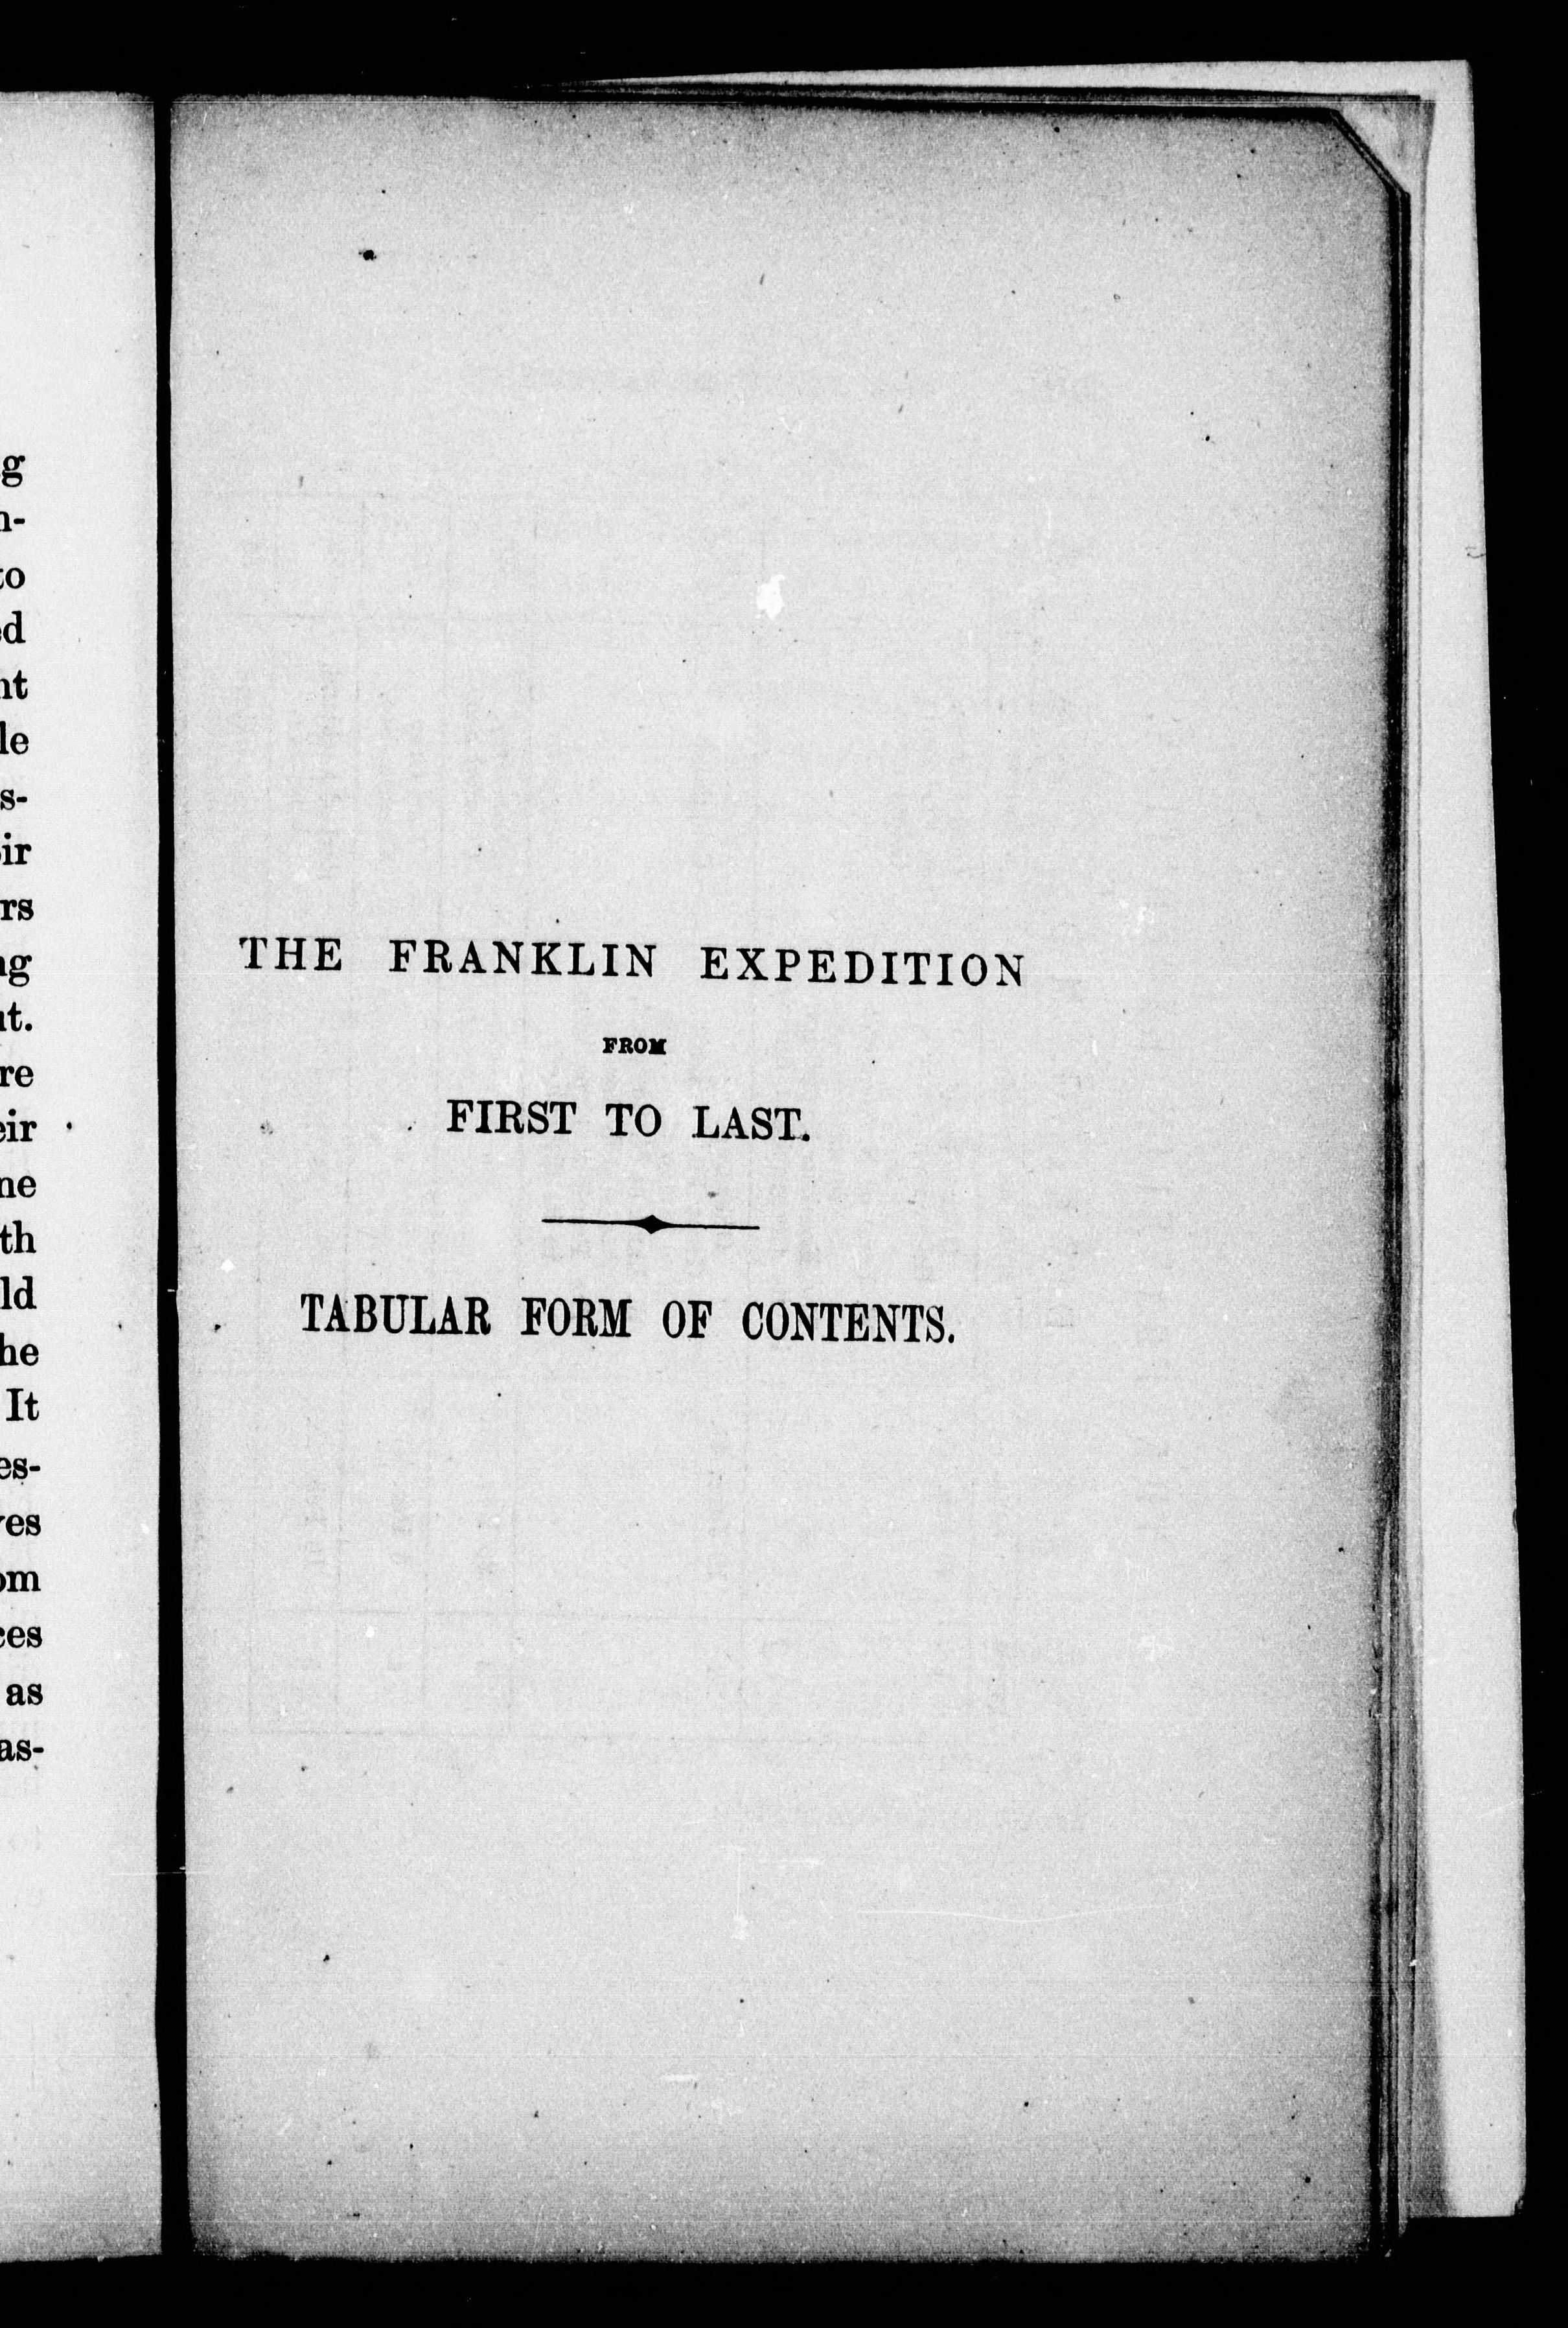 THE FRANKLIN EXPEDITION
FROM
FIRST TO LAST.
TABULAR FORM OF CONTENTS.